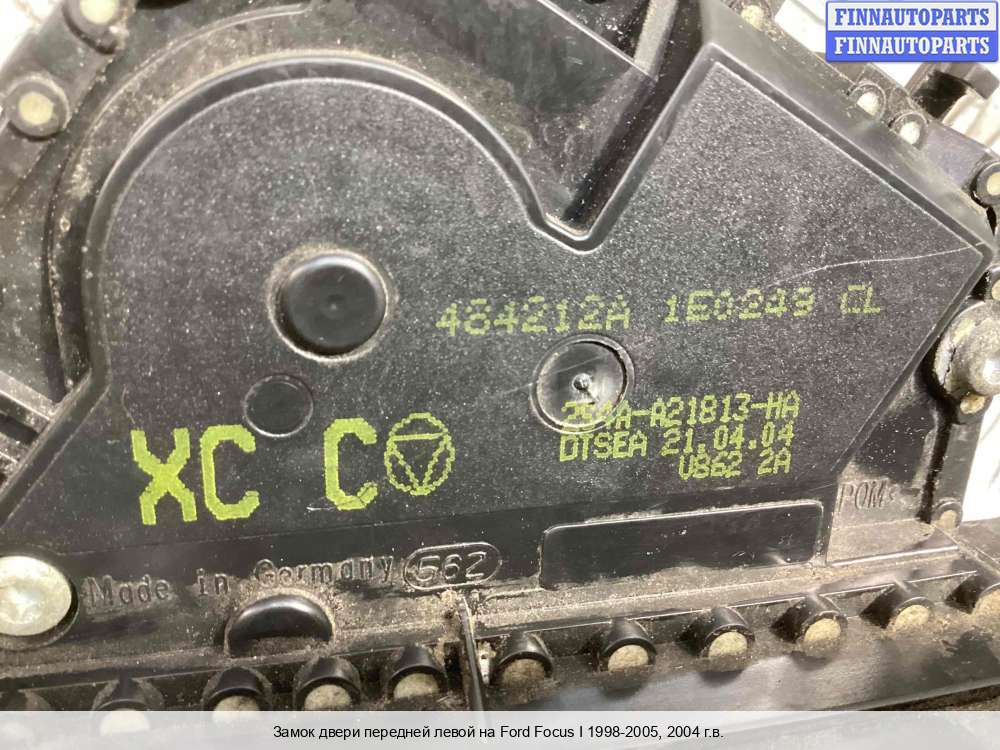 FINNAUTOPARTS
FINNAUTOPARTS
484212A 1E0249 CL
XC C
DTSEA 21.04.04
V862 2A
POM
Made in Germany 562
Замок двери передней левой на Ford Focus I 1998-2005, 2004 г.в.